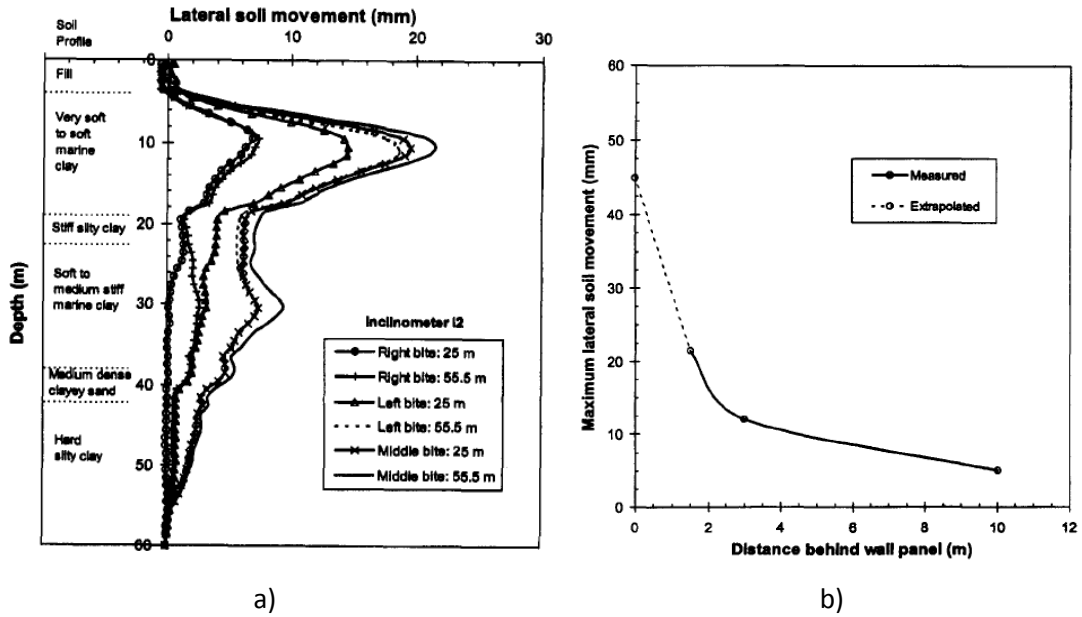 Lateral soil movement (mm)
Soil
Profile
0 10 20 30
0
Fill
Very soft
to soft
marine
clay
10
20
Stiff silty clay
Soft to
medium stiff
marine clay
30
Medium dense
clayey sand
40
Hard
silty clay
50
60
Depth (m)
Inclinometer I2
Right bite: 25 m
Right bite: 55.5 m
Left bite: 25 m
Left bite: 55.5 m
Middle bite: 25 m
Middle bite: 55.5 m
a)
Maximum lateral soil movement (mm)
60
50
40
30
20
10
0
Measured
Extrapolated
0 2 4 6 8 10 12
Distance behind wall panel (m)
b)